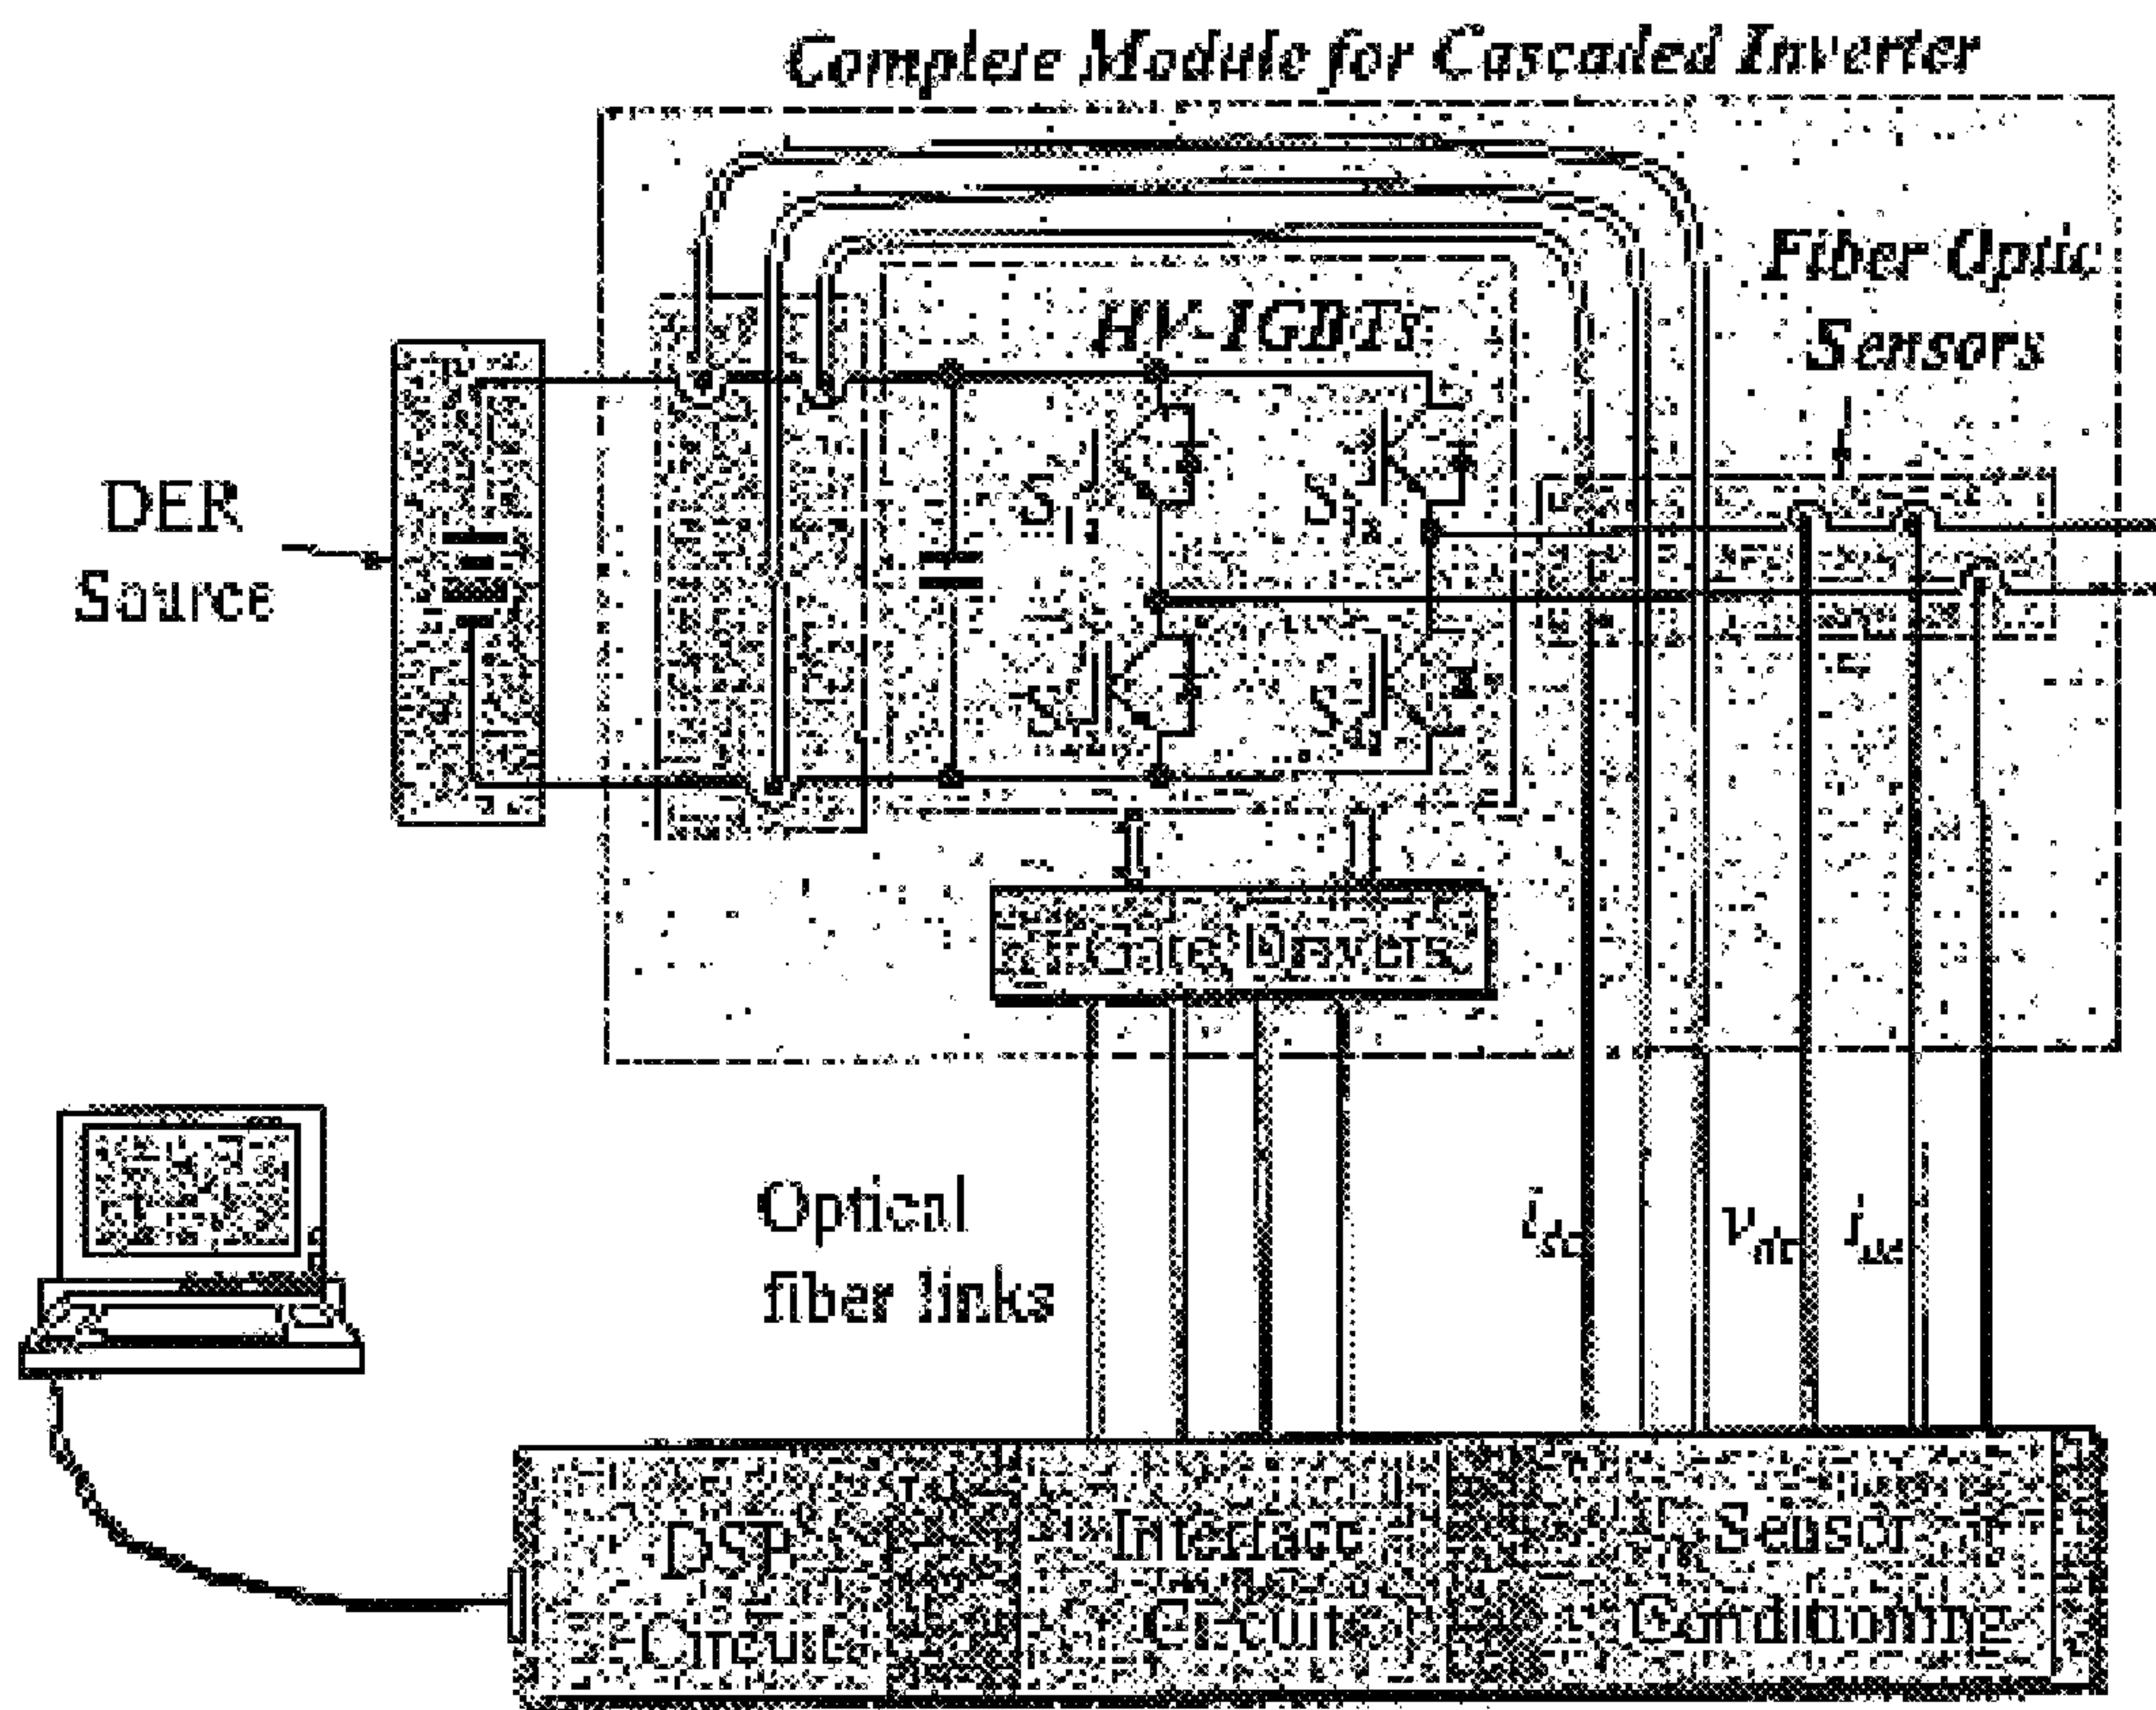 Complete Module for Cascaded Inverter
Fiber Optic
Sensors
HV-IGBTs
DER
Source
S
S
S
S
Gate Drivers
Optical
fiber links
DSP
Circuit
Interface
Circuit
Sensor
Conditioning